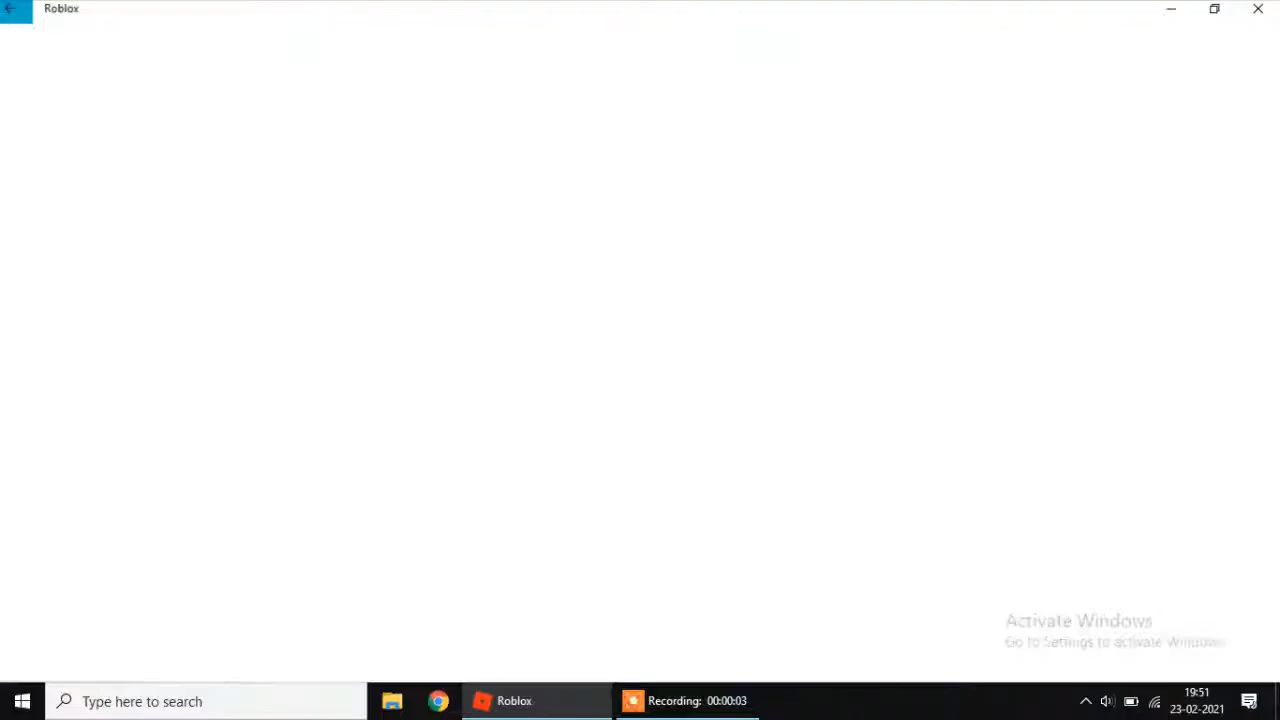 Roblox
Activate Windows
Go to Settings to activate Windows.
Type here to search
Roblox
Recording: 00:00:03
19:51
23-02-2021